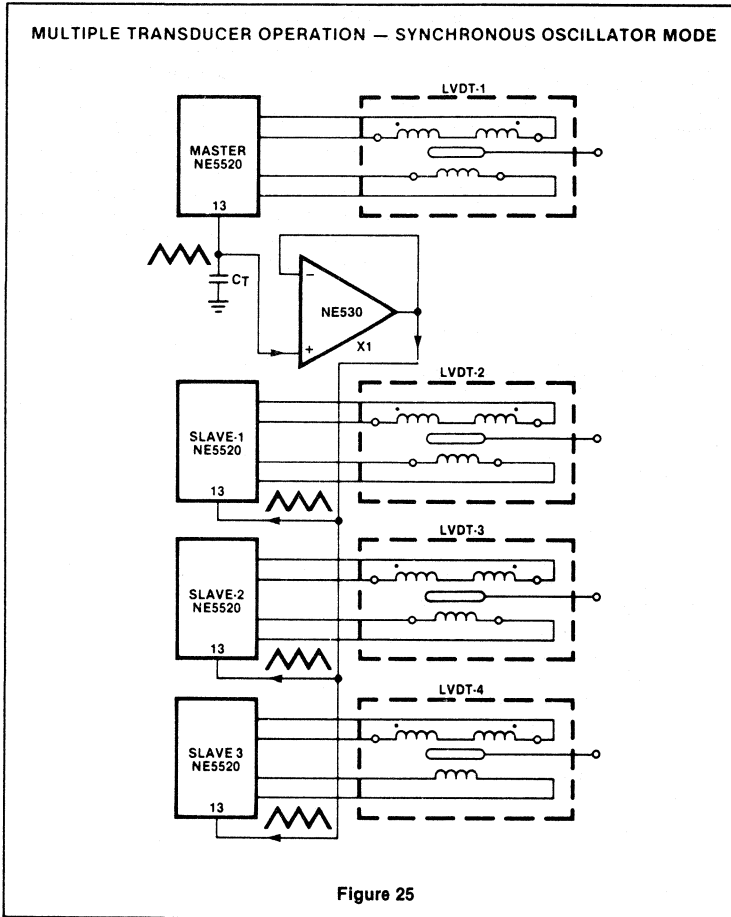 MULTIPLE TRANSDUCER OPERATION — SYNCHRONOUS OSCILLATOR MODE
LVDT-1
MASTER
NE5520
13
CT
−
NE530
+
X1
LVDT-2
SLAVE-1
NE5520
13
LVDT-3
SLAVE-2
NE5520
13
LVDT-4
SLAVE 3
NE5520
13
Figure 25